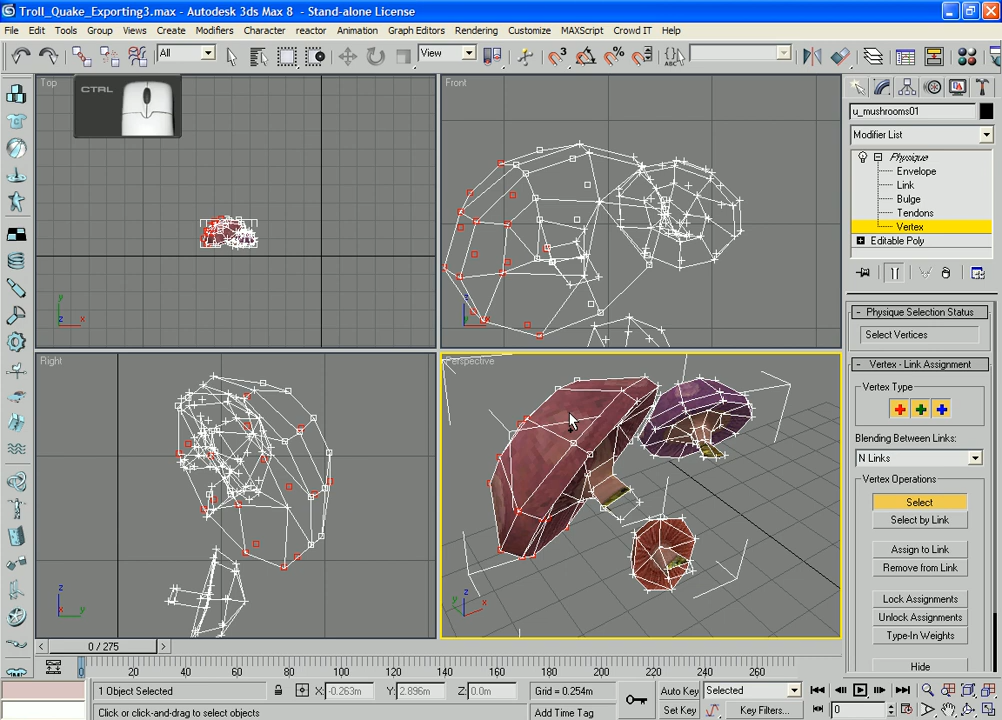 Troll_Quake_Exporting3.max - Autodesk 3ds Max 8 - Stand-alone License
File Edit Tools Group Views Create Modifiers Character reactor Animation Graph Editors Rendering Customize MAXScript Crowd IT Help
All View
Top
CTRL
Front
Right
Perspective
y
x
z
x
z
y
z
y
x
u_mushrooms01
Modifier List
Physique
Envelope
Link
Bulge
Tendons
Vertex
Editable Poly
- Physique Selection Status
Select Vertices
- Vertex - Link Assignment
Vertex Type
Blending Between Links:
N Links
Vertex Operations
Select
Select by Link
Assign to Link
Remove from Link
Lock Assignments
Unlock Assignments
Type-In Weights
Hide
0 / 275
0 20 40 60 80 100 120 140 160 180 200 220 240 260
1 Object Selected X: -0.263m Y: 2.896m Z: 0.0m Grid = 0.254m Auto Key Selected
Click or click-and-drag to select objects Add Time Tag Set Key Key Filters... 0